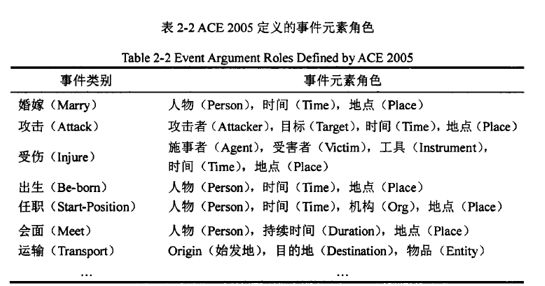 表 2-2 ACE 2005 定义的事件元素角色
Table 2-2 Event Argument Roles Defined by ACE 2005
事件类别 事件元素角色
婚嫁（Marry） 人物（Person），时间（Time），地点（Place）
攻击（Attack） 攻击者（Attacker），目标（Target），时间（Time），地点（Place）
受伤（Injure） 施事者（Agent），受害者（Victim），工具（Instrument），
时间（Time），地点（Place）
出生（Be-born） 人物（Person），时间（Time），地点（Place）
任职（Start-Position） 人物（Person），时间（Time），机构（Org），地点（Place）
会面（Meet） 人物（Person），持续时间（Duration），地点（Place）
运输（Transport） Origin（始发地），目的地（Destination），物品（Entity）
… …